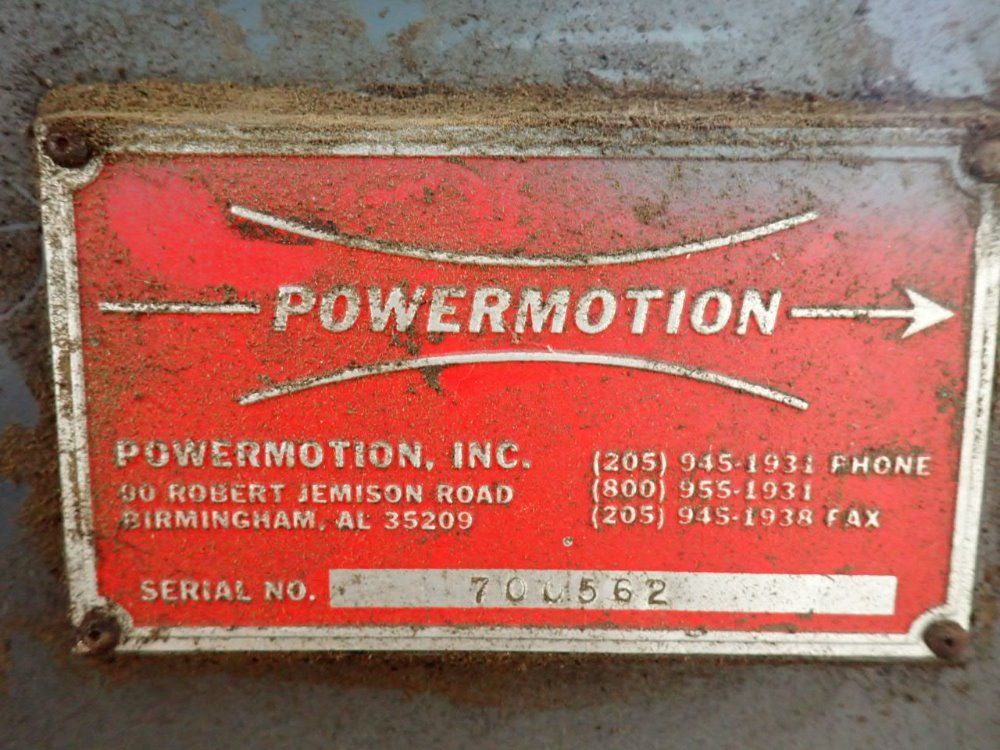 POWERMOTION
POWERMOTION, INC.
90 ROBERT JEMISON ROAD
BIRMINGHAM, AL 35209
(205) 945-1931 PHONE
(800) 955-1931
(205) 945-1938 FAX
SERIAL NO. 700562